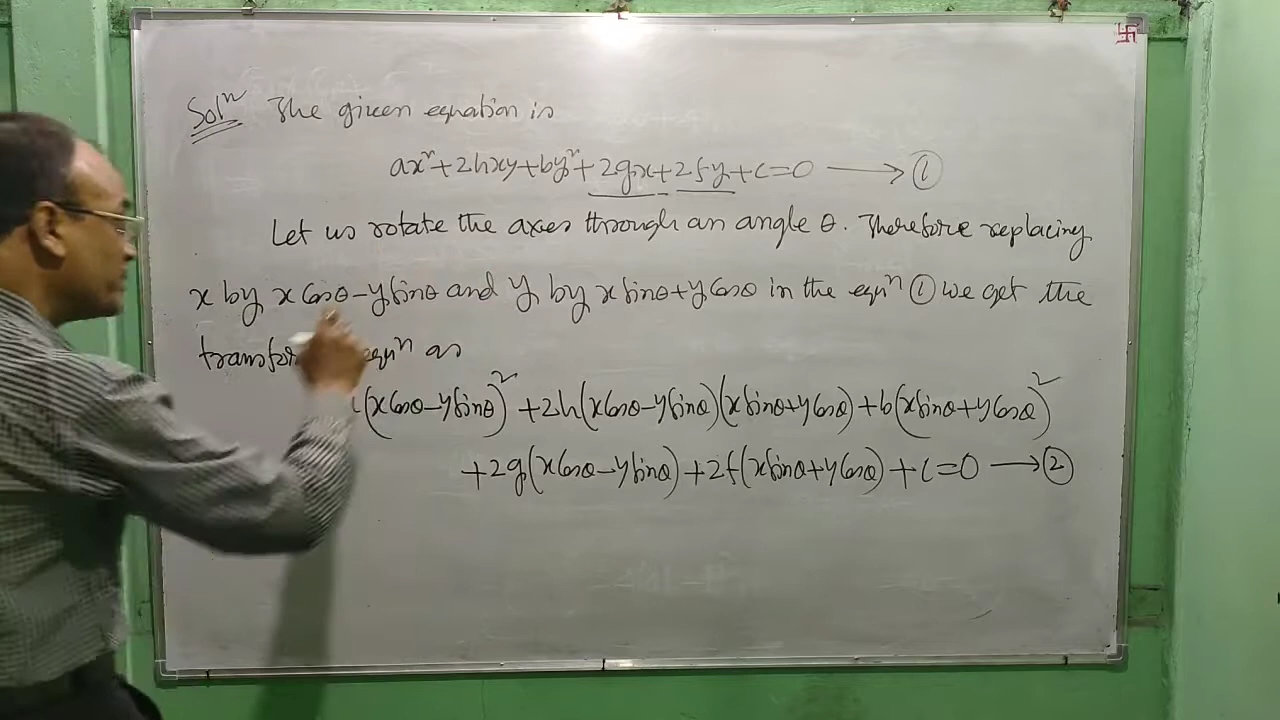 Solⁿ The given equation is
ax² + 2hxy + by² + 2gx + 2fy + c = 0 → ①
Let us rotate the axes through an angle θ. Therefore replacing
x by x Cosθ - y Sinθ and y by x Sinθ + y Cosθ in the eqnⁿ ① we get the
eqnⁿ as
(x Cosθ - y Sinθ)² + 2h(x Cosθ - y Sinθ)(x Sinθ + y Cosθ) + b(x Sinθ + y Cosθ)²
+ 2g(x Cosθ - y Sinθ) + 2f(x Sinθ + y Cosθ) + c = 0 → ②